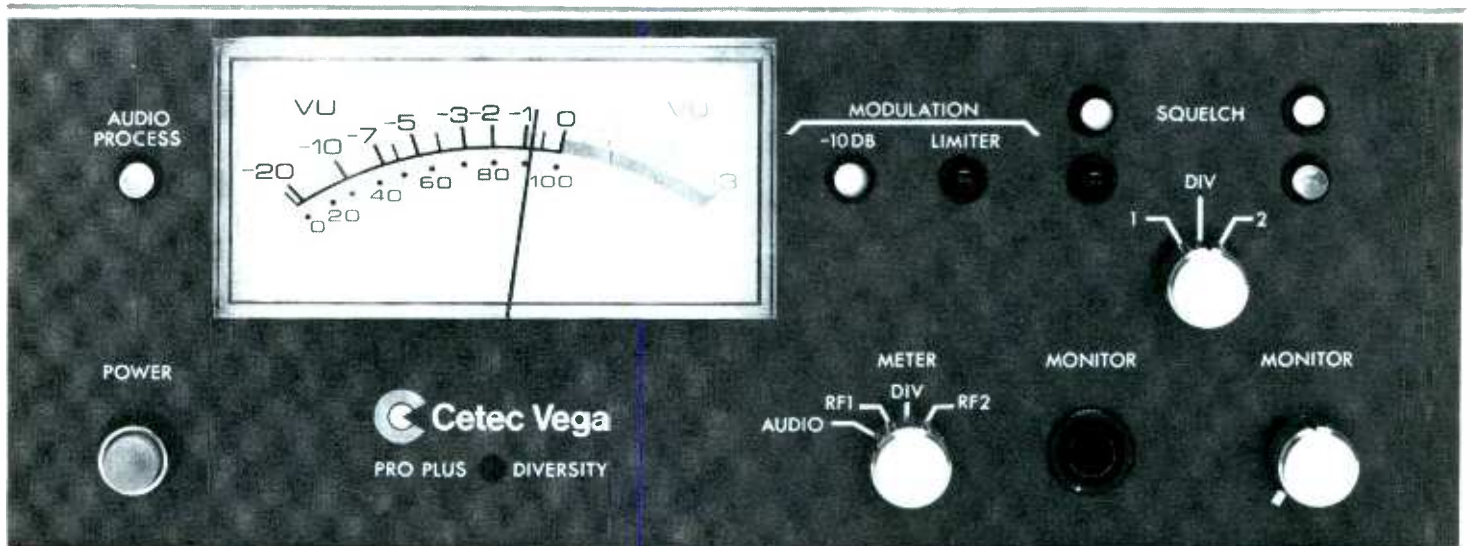 AUDIO
PROCESS
VU
VU
-20
-10
-7
-5
-3
-2
-1
0
3
0
20
40
60
80
100
MODULATION
-10 DB
LIMITER
SQUELCH
1
DIV
2
POWER
Cetec Vega
PRO PLUS DIVERSITY
METER
AUDIO
RF1
DIV
RF2
MONITOR
MONITOR